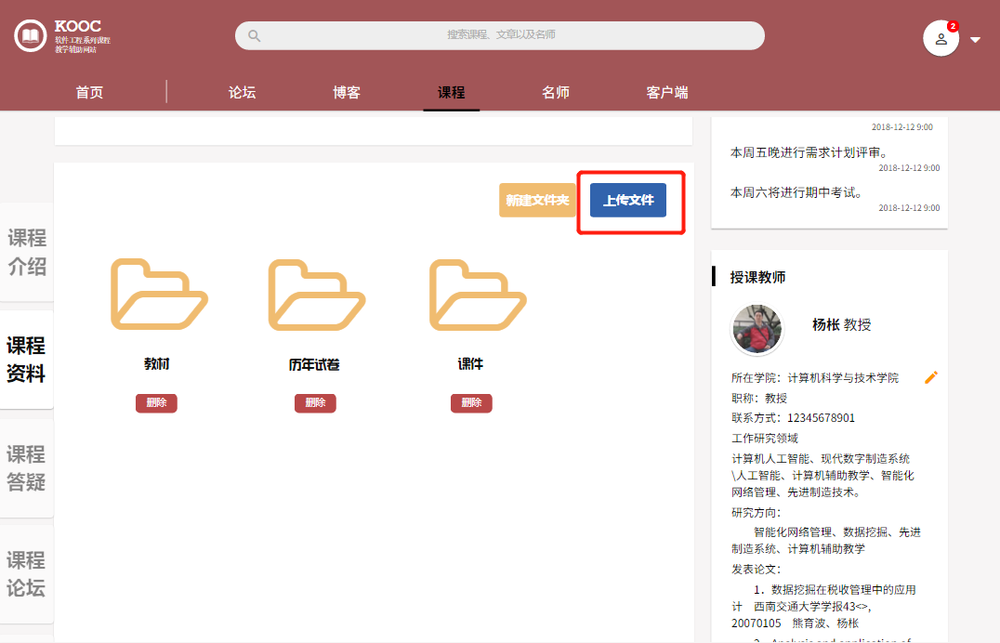 KOOC
软件工程系列课程
教学辅助网站
搜索课程、文章以及名师
2
首页
论坛
博客
课程
名师
客户端
课程
介绍
课程
资料
课程
答疑
课程
论坛
新建文件夹
上传文件
教材
历年试卷
课件
删除
删除
删除
2018-12-12 9:00
本周五晚进行需求计划评审。
2018-12-12 9:00
本周六将进行期中考试。
2018-12-12 9:00
授课教师
杨枨 教授
所在学院：计算机科学与技术学院
职称：教授
联系方式：12345678901
工作研究领域
计算机人工智能、现代数字制造系统
\人工智能、计算机辅助教学、智能化
网络管理、先进制造技术。
研究方向：
智能化网络管理、数据挖掘、先进
制造系统、计算机辅助教学
发表论文：
1. 数据挖掘在税收管理中的应用
计 西南交通大学学报43<>,
20070105 熊育波、杨枨
2. Analysis and application of